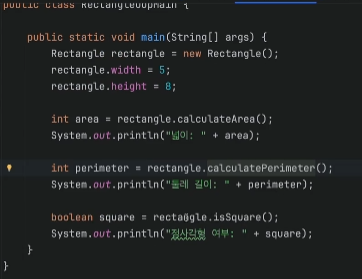 public class RectangleOopMain {
public static void main(String[] args) {
Rectangle rectangle = new Rectangle();
rectangle.width = 5;
rectangle.height = 8;
int area = rectangle.calculateArea();
System.out.println("넓이: " + area);
int perimeter = rectangle.calculatePerimeter();
System.out.println("둘레 길이: " + perimeter);
boolean square = rectangle.isSquare();
System.out.println("정사각형 여부: " + square);
}
}